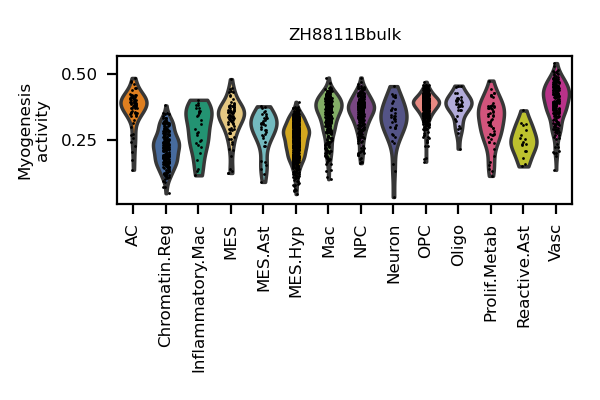 ZH8811Bbulk
Myogenesis
activity
0.50
0.25
AC
Chromatin.Reg
Inflammatory.Mac
MES
MES.Ast
MES.Hyp
Mac
NPC
Neuron
OPC
Oligo
Prolif.Metab
Reactive.Ast
Vasc